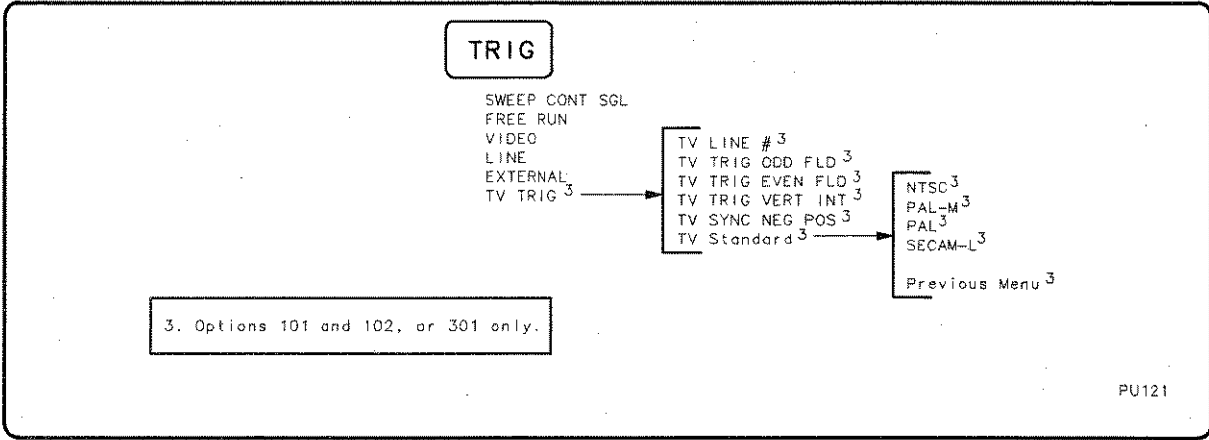 TRIG
SWEEP CONT SGL
FREE RUN
VIDEO
LINE
EXTERNAL
TV TRIG 3
TV LINE # 3
TV TRIG ODD FLD 3
TV TRIG EVEN FLD 3
TV TRIG VERT INT 3
TV SYNC NEG POS 3
TV Standard 3
NTSC 3
PAL-M 3
PAL 3
SECAM-L 3
Previous Menu 3
3. Options 101 and 102, or 301 only.
PU121